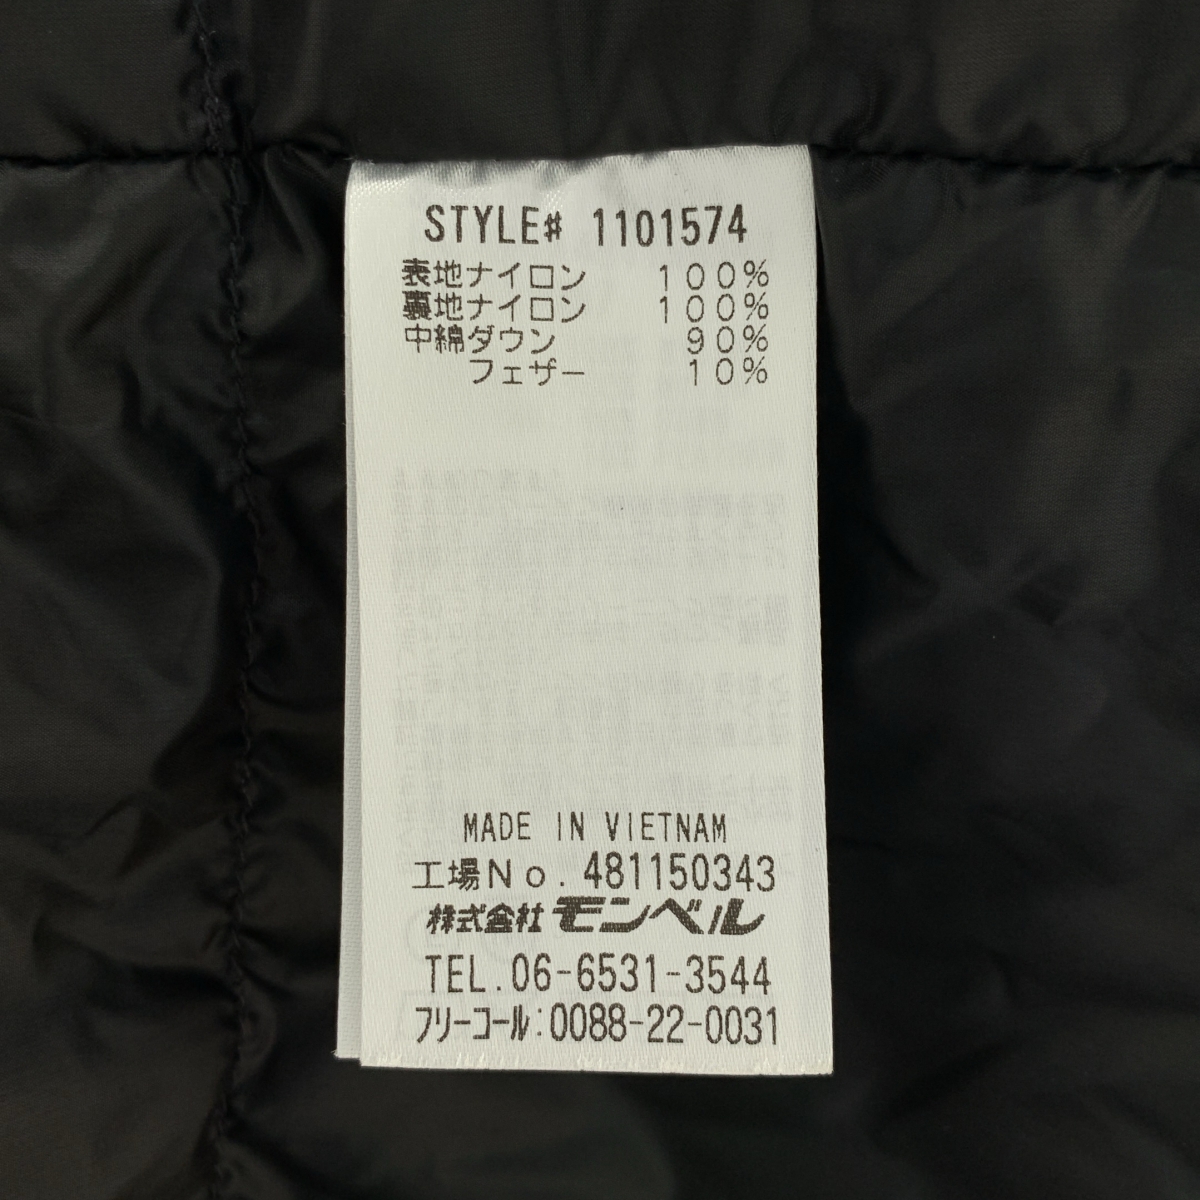 STYLE# 1101574
表地ナイロン 100%
裏地ナイロン 100%
中綿ダウン 90%
フェザー 10%
MADE IN VIETNAM
工場No. 481150343
株式会社モンベル
TEL. 06-6531-3544
フリーコール:0088-22-0031